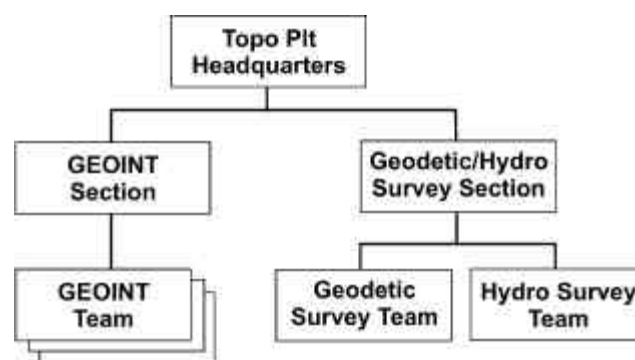 Topo Plt
Headquarters
GEOINT
Section
Geodetic/Hydro
Survey Section
GEOINT
Team
Geodetic
Survey Team
Hydro Survey
Team